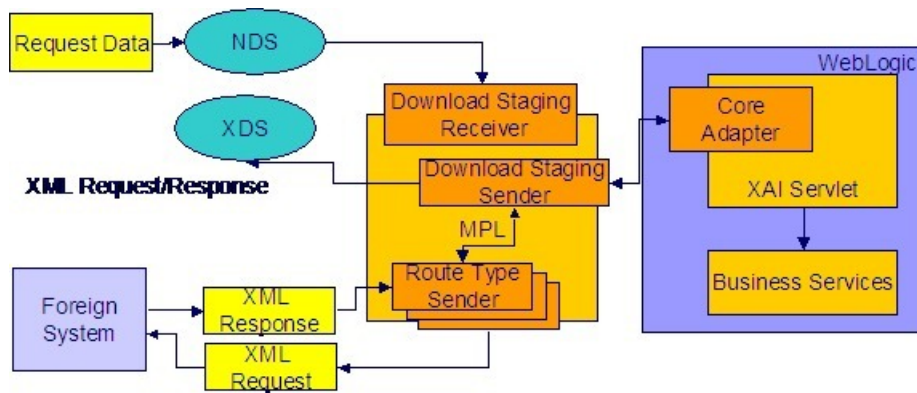 Request Data
NDS
WebLogic
Download Staging
Receiver
Core
Adapter
XDS
Download Staging
Sender
XML Request/Response
XAI Servlet
MPL
Route Type
Sender
Business Services
Foreign
System
XML
Response
XML
Request